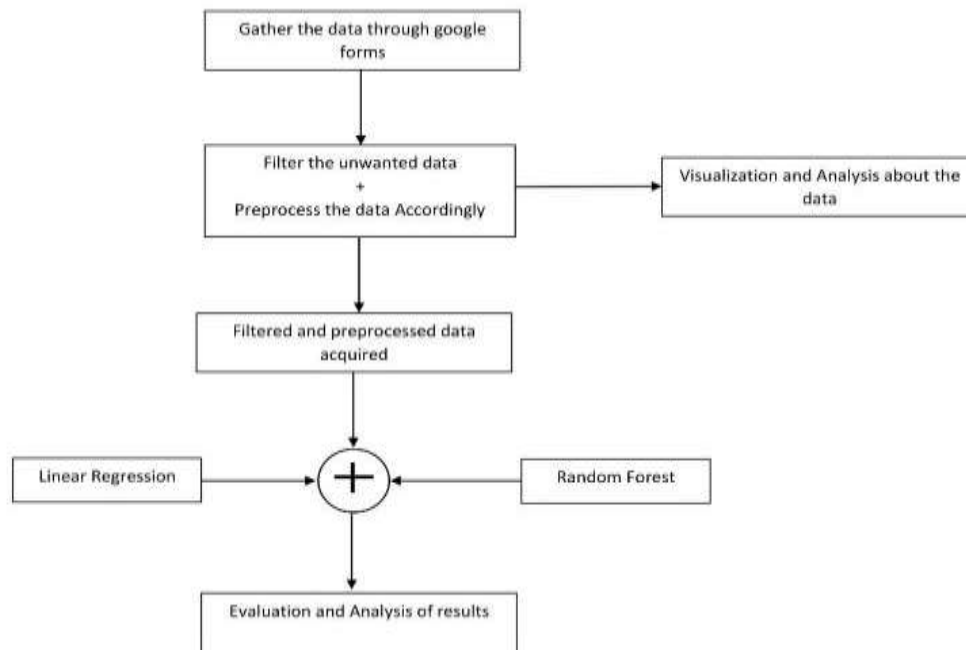 Gather the data through google
forms
Filter the unwanted data
+
Preprocess the data Accordingly
Visualization and Analysis about the
data
Filtered and preprocessed data
acquired
Linear Regression
+
Random Forest
Evaluation and Analysis of results